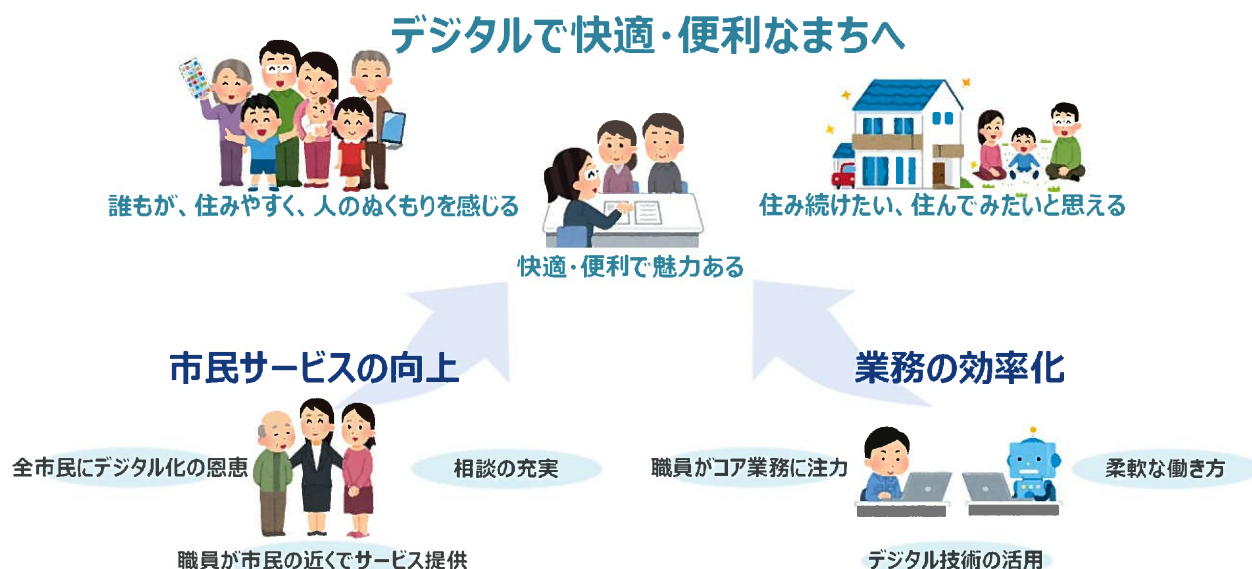 デジタルで快適・便利なまちへ
誰もが、住みやすく、人のぬくもりを感じる
住み続けたい、住んでみたいと思える
快適・便利で魅力ある
市民サービスの向上
業務の効率化
全市民にデジタル化の恩恵
相談の充実
職員がコア業務に注力
柔軟な働き方
職員が市民の近くでサービス提供
デジタル技術の活用